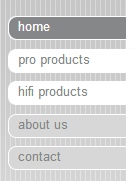 home
pro products
hifi products
about us
contact